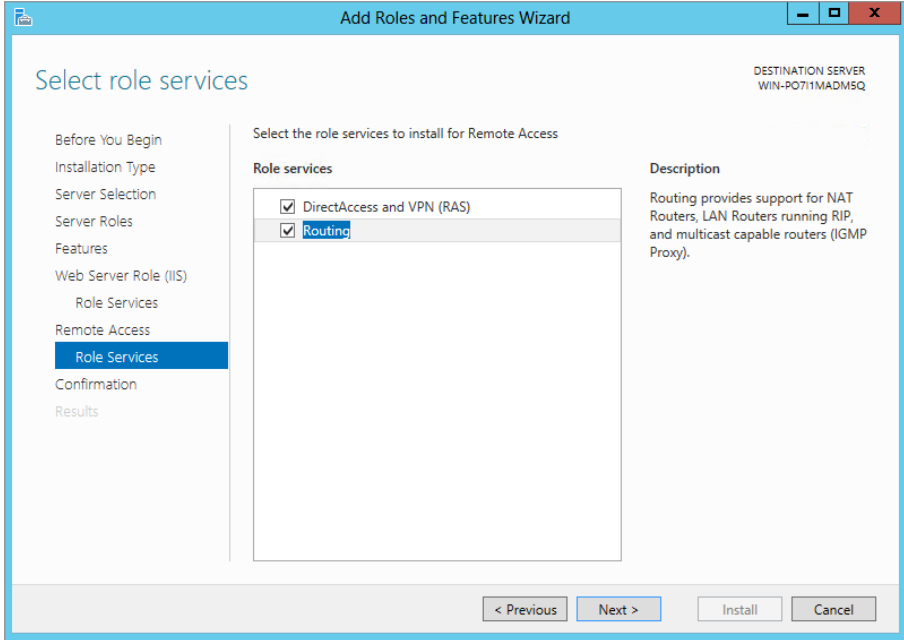 Add Roles and Features Wizard
Select role services
DESTINATION SERVER
WIN-PO7I1MADM5Q
Before You Begin
Installation Type
Server Selection
Server Roles
Features
Web Server Role (IIS)
Role Services
Remote Access
Role Services
Confirmation
Results
Select the role services to install for Remote Access
Role services
DirectAccess and VPN (RAS)
Routing
Description
Routing provides support for NAT
Routers, LAN Routers running RIP,
and multicast capable routers (IGMP
Proxy).
< Previous
Next >
Install
Cancel